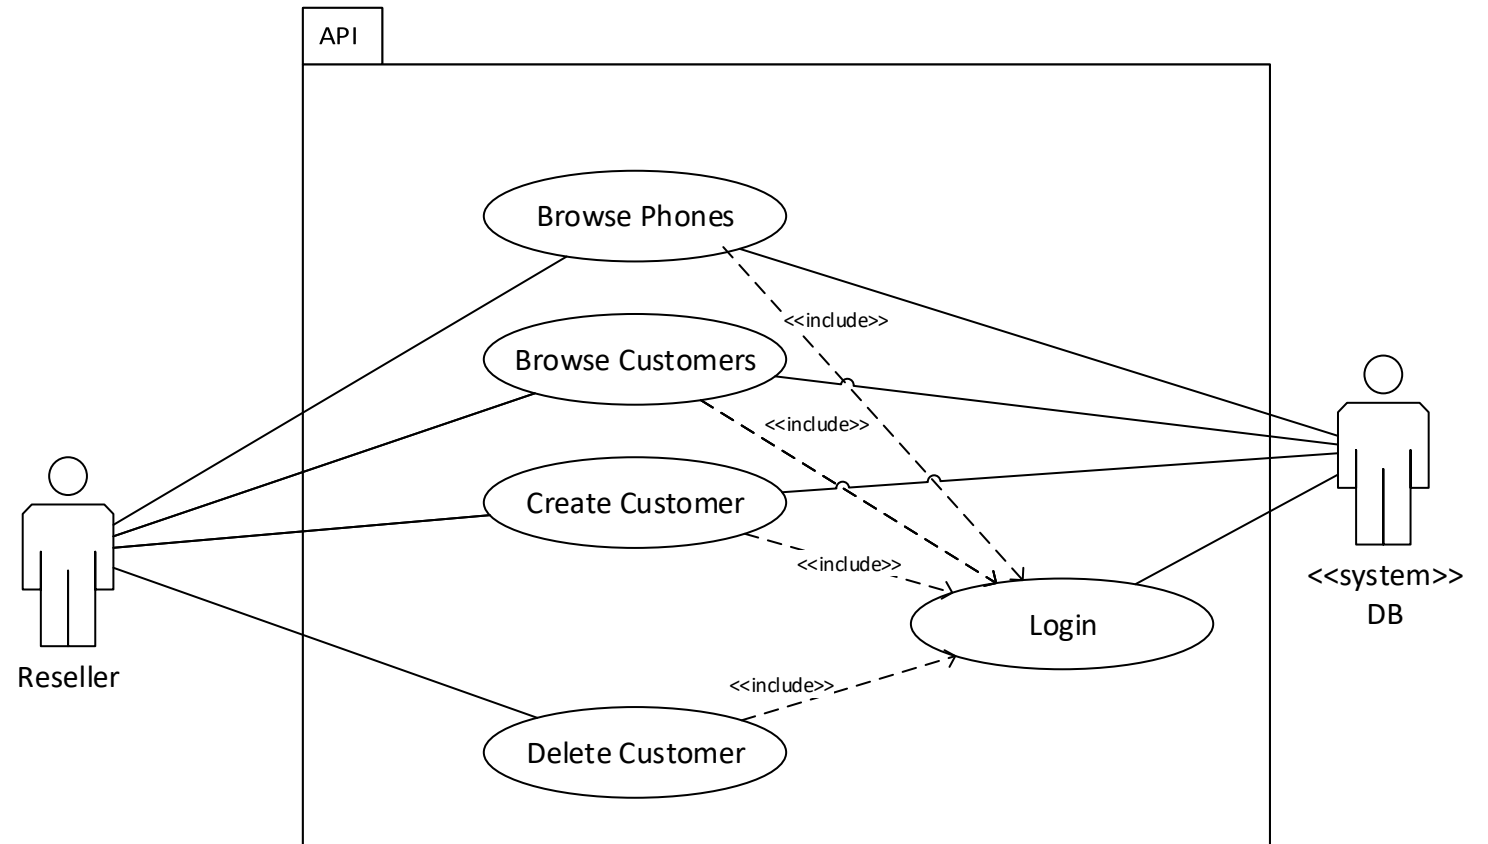 API
Browse Phones
<<include>>
Browse Customers
<<include>>
Create Customer
<<include>>
<<system>>
DB
Login
Reseller
<<include>>
Delete Customer